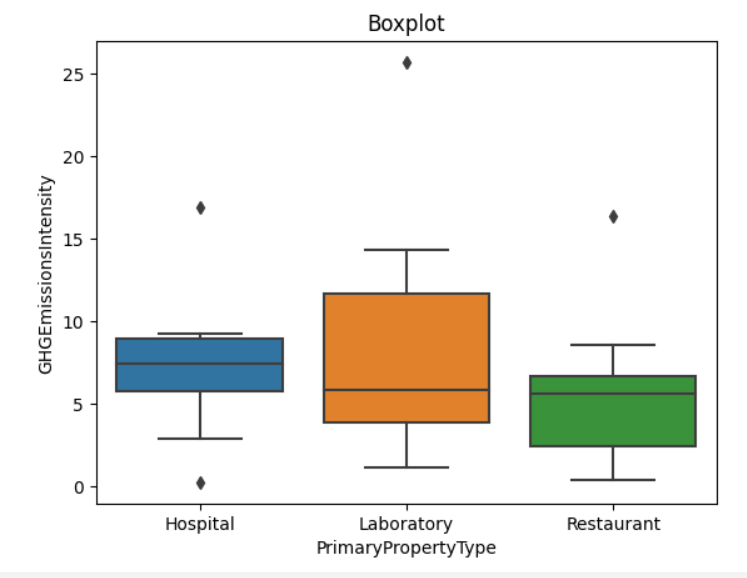 Boxplot
25
20
15
10
5
0
GHGEmissionsIntensity
Hospital
Laboratory
Restaurant
PrimaryPropertyType